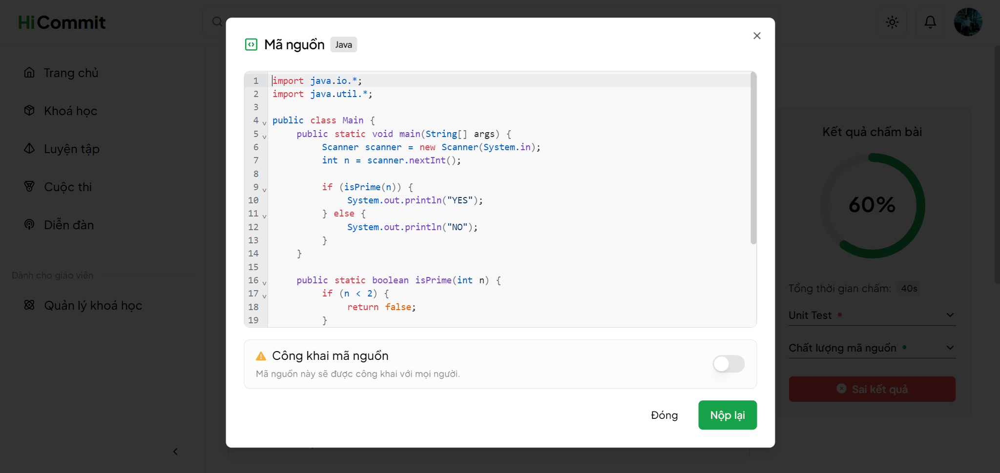 HiCommit
Mã nguồn Java
Trang chủ
Khoá học
Luyện tập
Cuộc thi
Diễn đàn
Dành cho giáo viên
Quản lý khoá học
1 import java.io.*;
2 import java.util.*;
3
4 public class Main {
5 public static void main(String[] args) {
6 Scanner scanner = new Scanner(System.in);
7 int n = scanner.nextInt();
8
9 if (isPrime(n)) {
10 System.out.println("YES");
11 } else {
12 System.out.println("NO");
13 }
14 }
15
16 public static boolean isPrime(int n) {
17 if (n < 2) {
18 return false;
19 }
Công khai mã nguồn
Mã nguồn này sẽ được công khai với mọi người.
Đóng
Nộp lại
Kết quả chấm bài
60%
Tổng thời gian chấm: 40s
Unit Test
Chất lượng mã nguồn
Sai kết quả